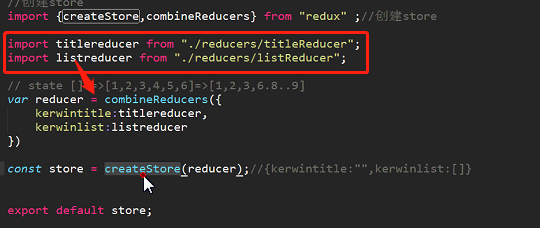 //创建store
import {createStore,combineReducers} from "redux" ;//创建store
import titlereducer from "./reducers/titleReducer";
import listreducer from "./reducers/listReducer";
// state [] =>[1,2,3,4,5,6]=>[1,2,3,6.8..9]
var reducer = combineReducers({
kerwintitle:titlereducer,
kerwinlist:listreducer
})
const store = createStore(reducer);//{kerwintitle:"",kerwinlist:[]}
export default store;